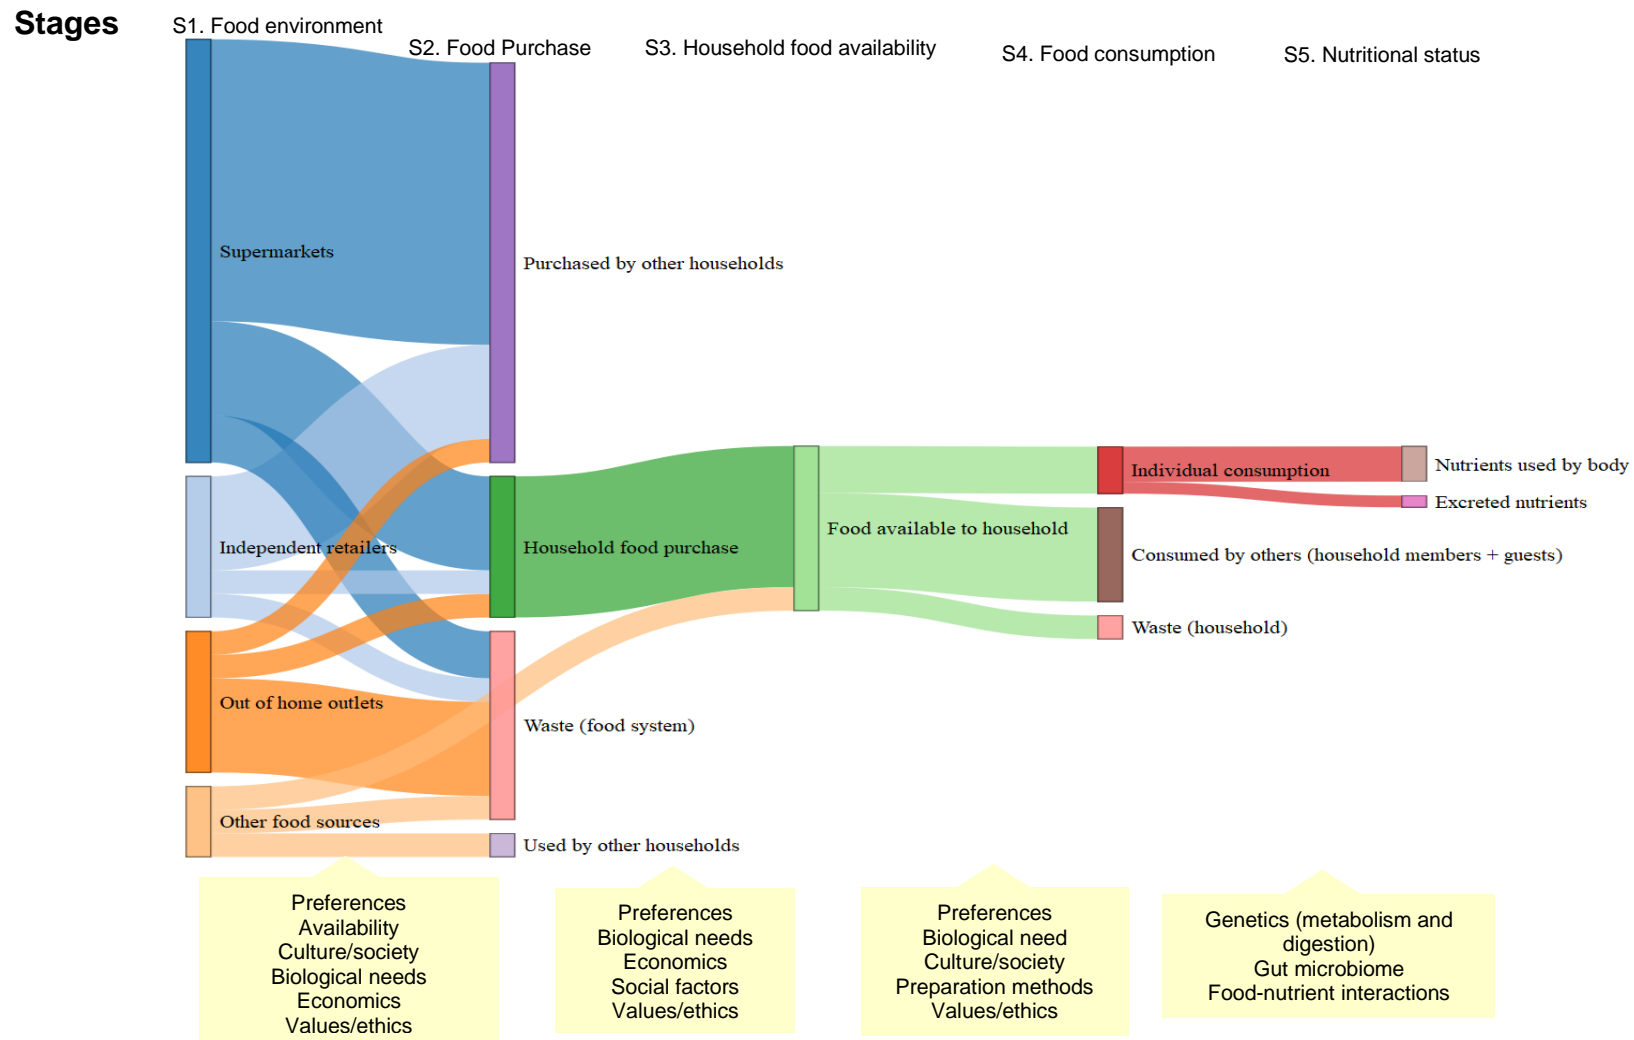 Stages
S1. Food environment
S2. Food Purchase
S3. Household food availability
S4. Food consumption
S5. Nutritional status
Supermarkets
Purchased by other households
Independent retailers
Household food purchase
Food available to household
Individual consumption
Nutrients used by body
Excreted nutrients
Consumed by others (household members + guests)
Waste (household)
Out of home outlets
Waste (food system)
Other food sources
Used by other households
Preferences
Availability
Culture/society
Biological needs
Economics
Values/ethics
Preferences
Biological needs
Economics
Social factors
Values/ethics
Preferences
Biological need
Culture/society
Preparation methods
Values/ethics
Genetics (metabolism and
digestion)
Gut microbiome
Food-nutrient interactions